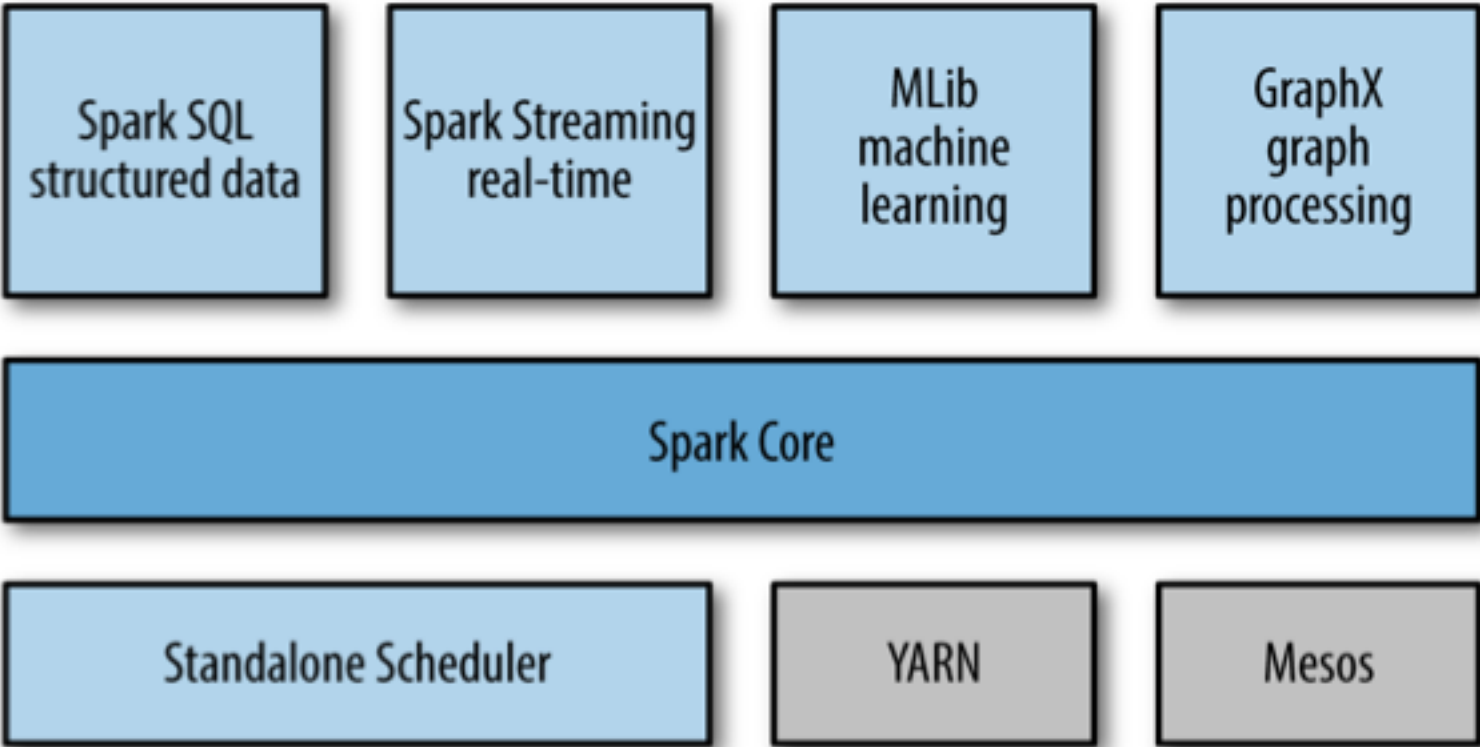 Spark SQL
structured data
Spark Streaming
real-time
MLib
machine
learning
GraphX
graph
processing
Spark Core
Standalone Scheduler
YARN
Mesos